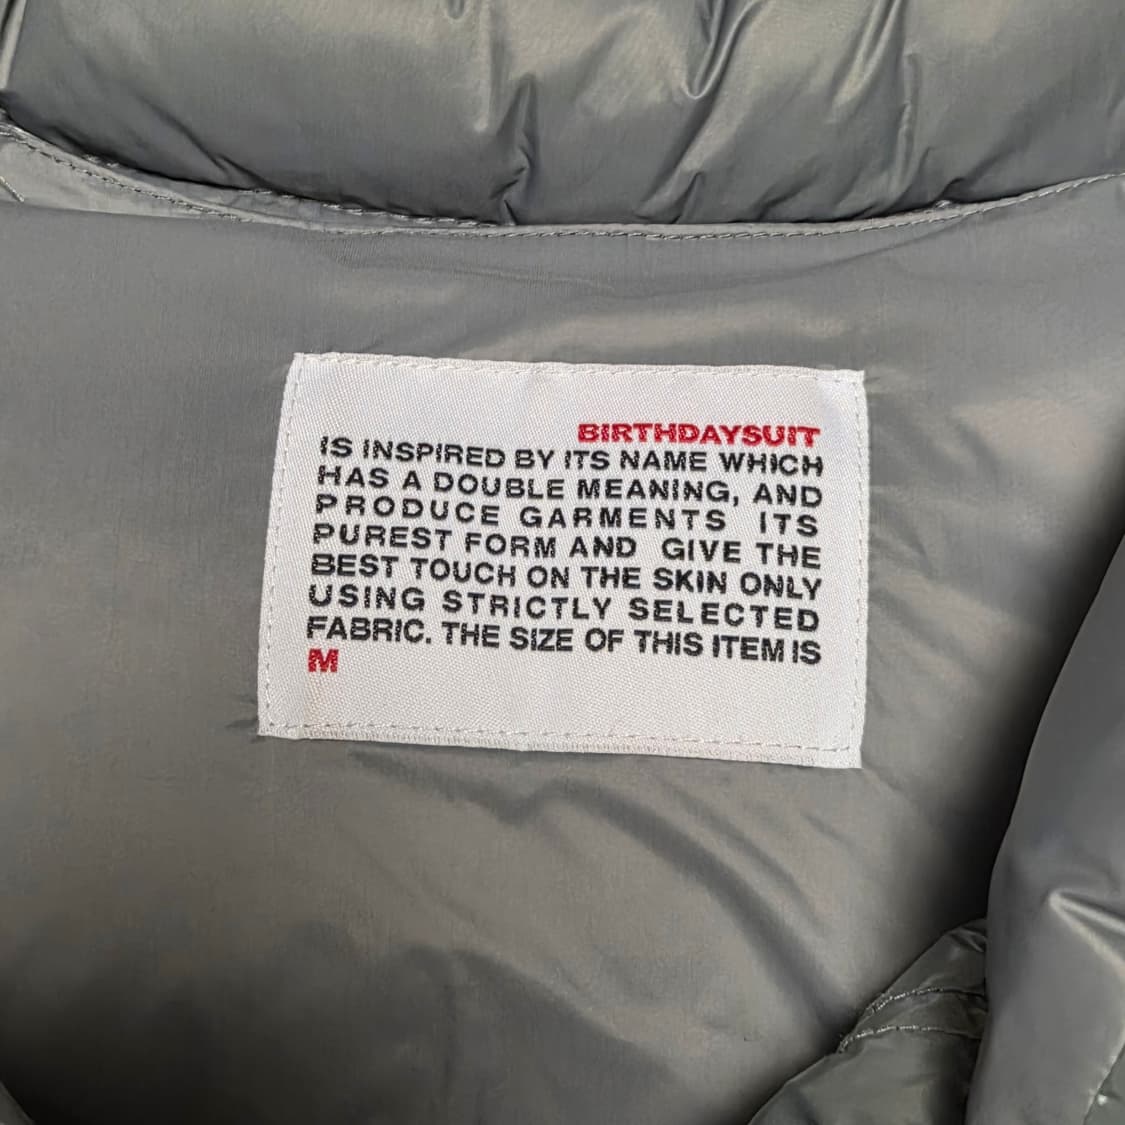 BIRTHDAYSUIT
IS INSPIRED BY ITS NAME WHICH
HAS A DOUBLE MEANING, AND
PRODUCE GARMENTS ITS
PUREST FORM AND GIVE THE
BEST TOUCH ON THE SKIN ONLY
USING STRICTLY SELECTED
FABRIC. THE SIZE OF THIS ITEM IS
M